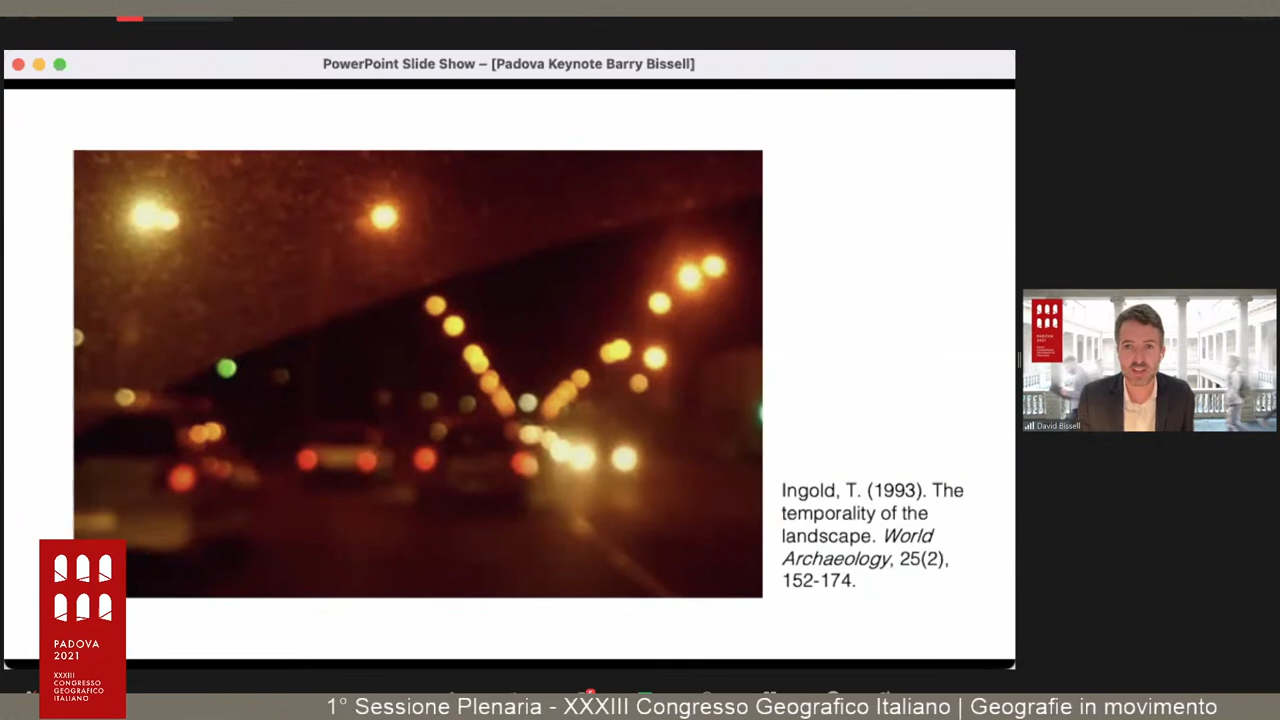 PowerPoint Slide Show – [Padova Keynote Barry Bissell]
Ingold, T. (1993). The
temporality of the
landscape. World
Archaeology, 25(2),
152-174.
PADOVA
2021
David Bissell
PADOVA
2021
XXXIII
CONGRESSO
GEOGRAFICO
ITALIANO
1° Sessione Plenaria - XXXIII Congresso Geografico Italiano | Geografie in movimento